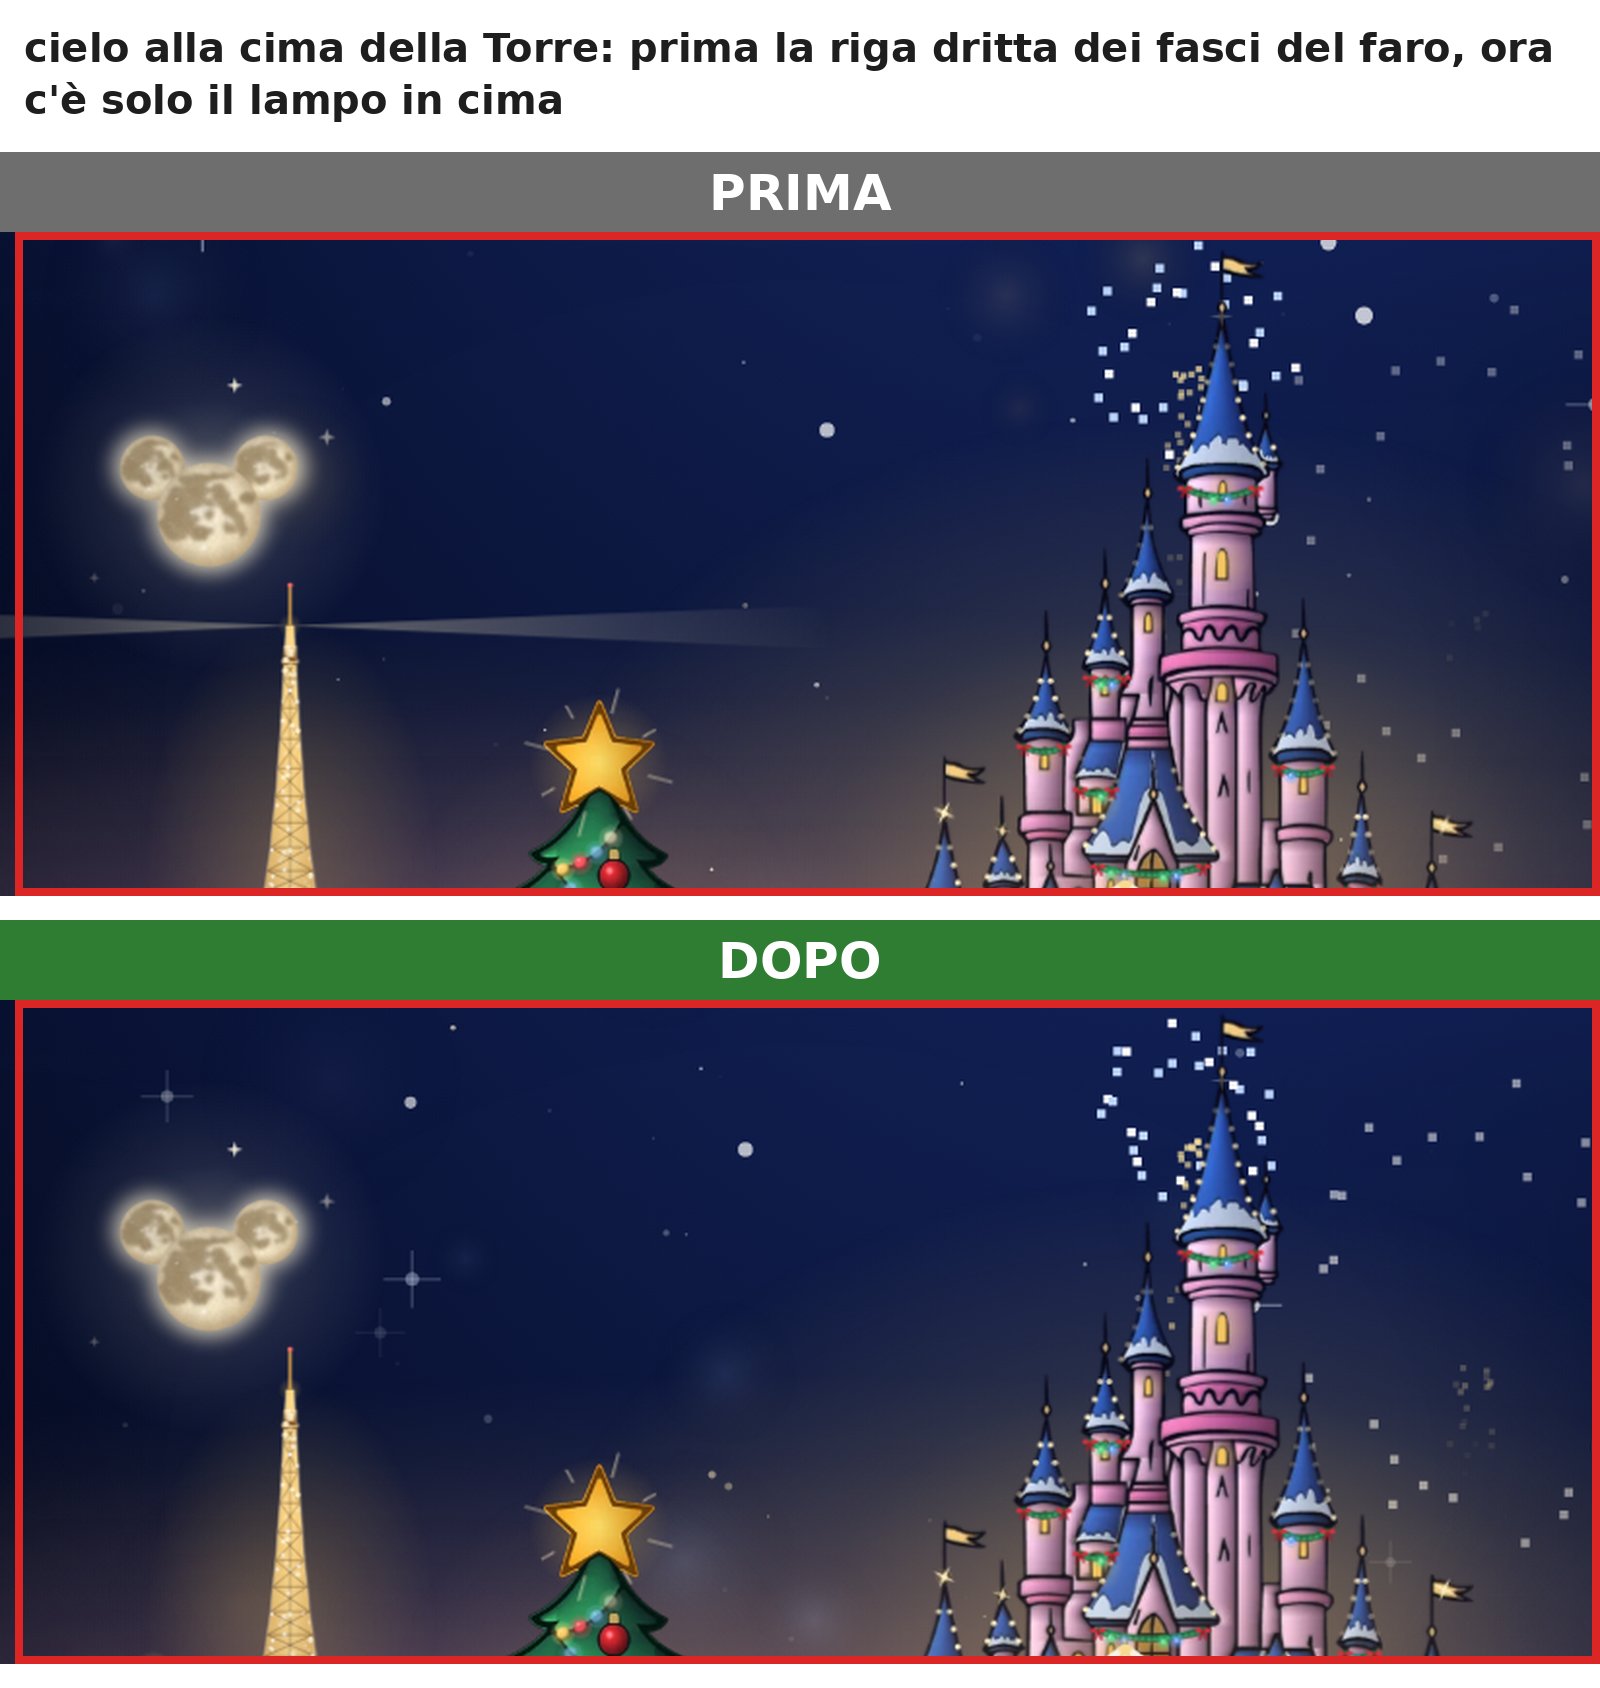 cielo alla cima della Torre: prima la riga dritta dei fasci del faro, ora
c'è solo il lampo in cima
PRIMA
DOPO